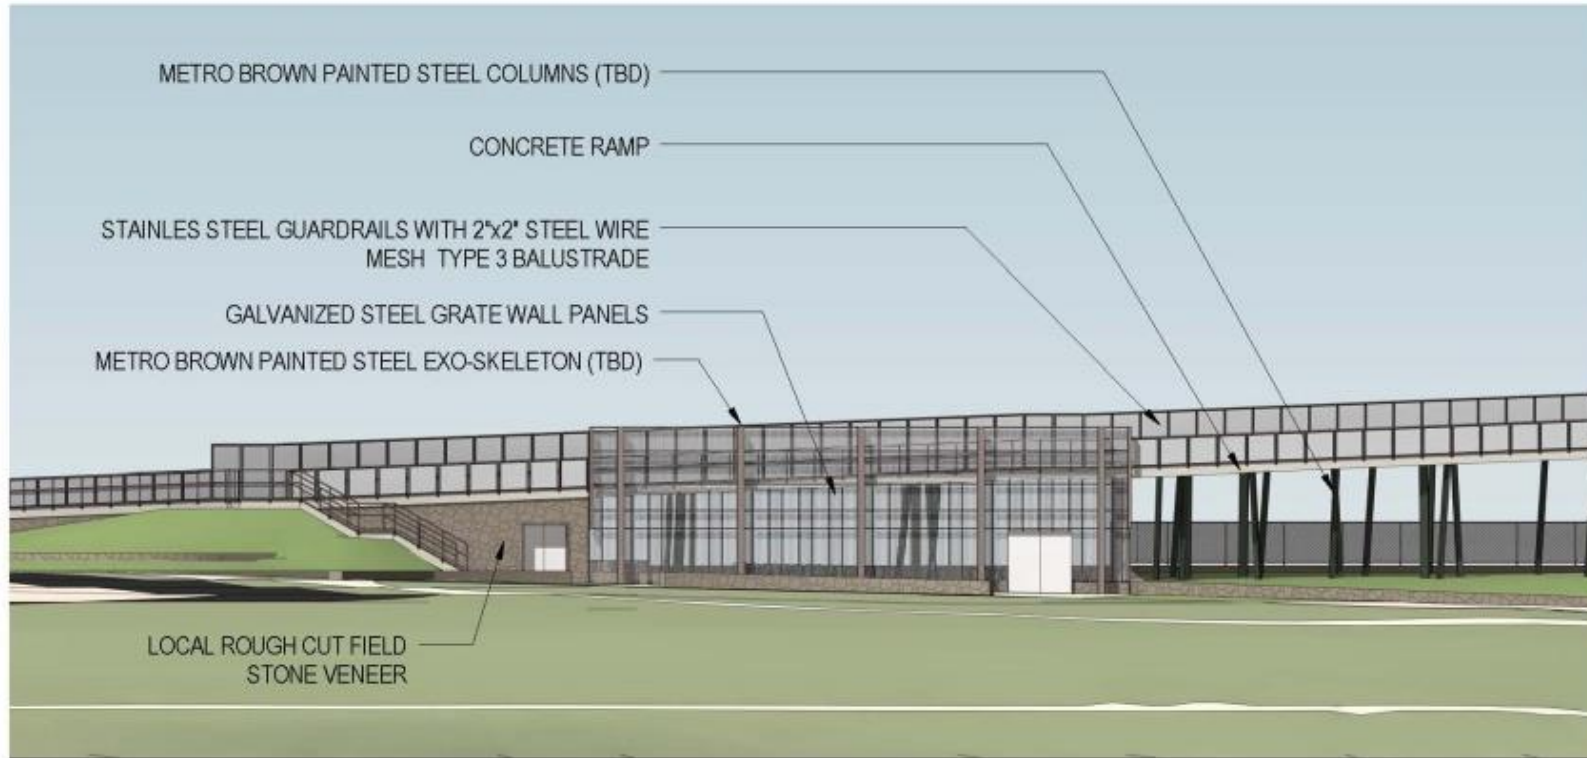 METRO BROWN PAINTED STEEL COLUMNS (TBD)
CONCRETE RAMP
STAINLES STEEL GUARDRAILS WITH 2"x2" STEEL WIRE
MESH TYPE 3 BALUSTRADE
GALVANIZED STEEL GRATE WALL PANELS
METRO BROWN PAINTED STEEL EXO-SKELETON (TBD)
LOCAL ROUGH CUT FIELD
STONE VENEER